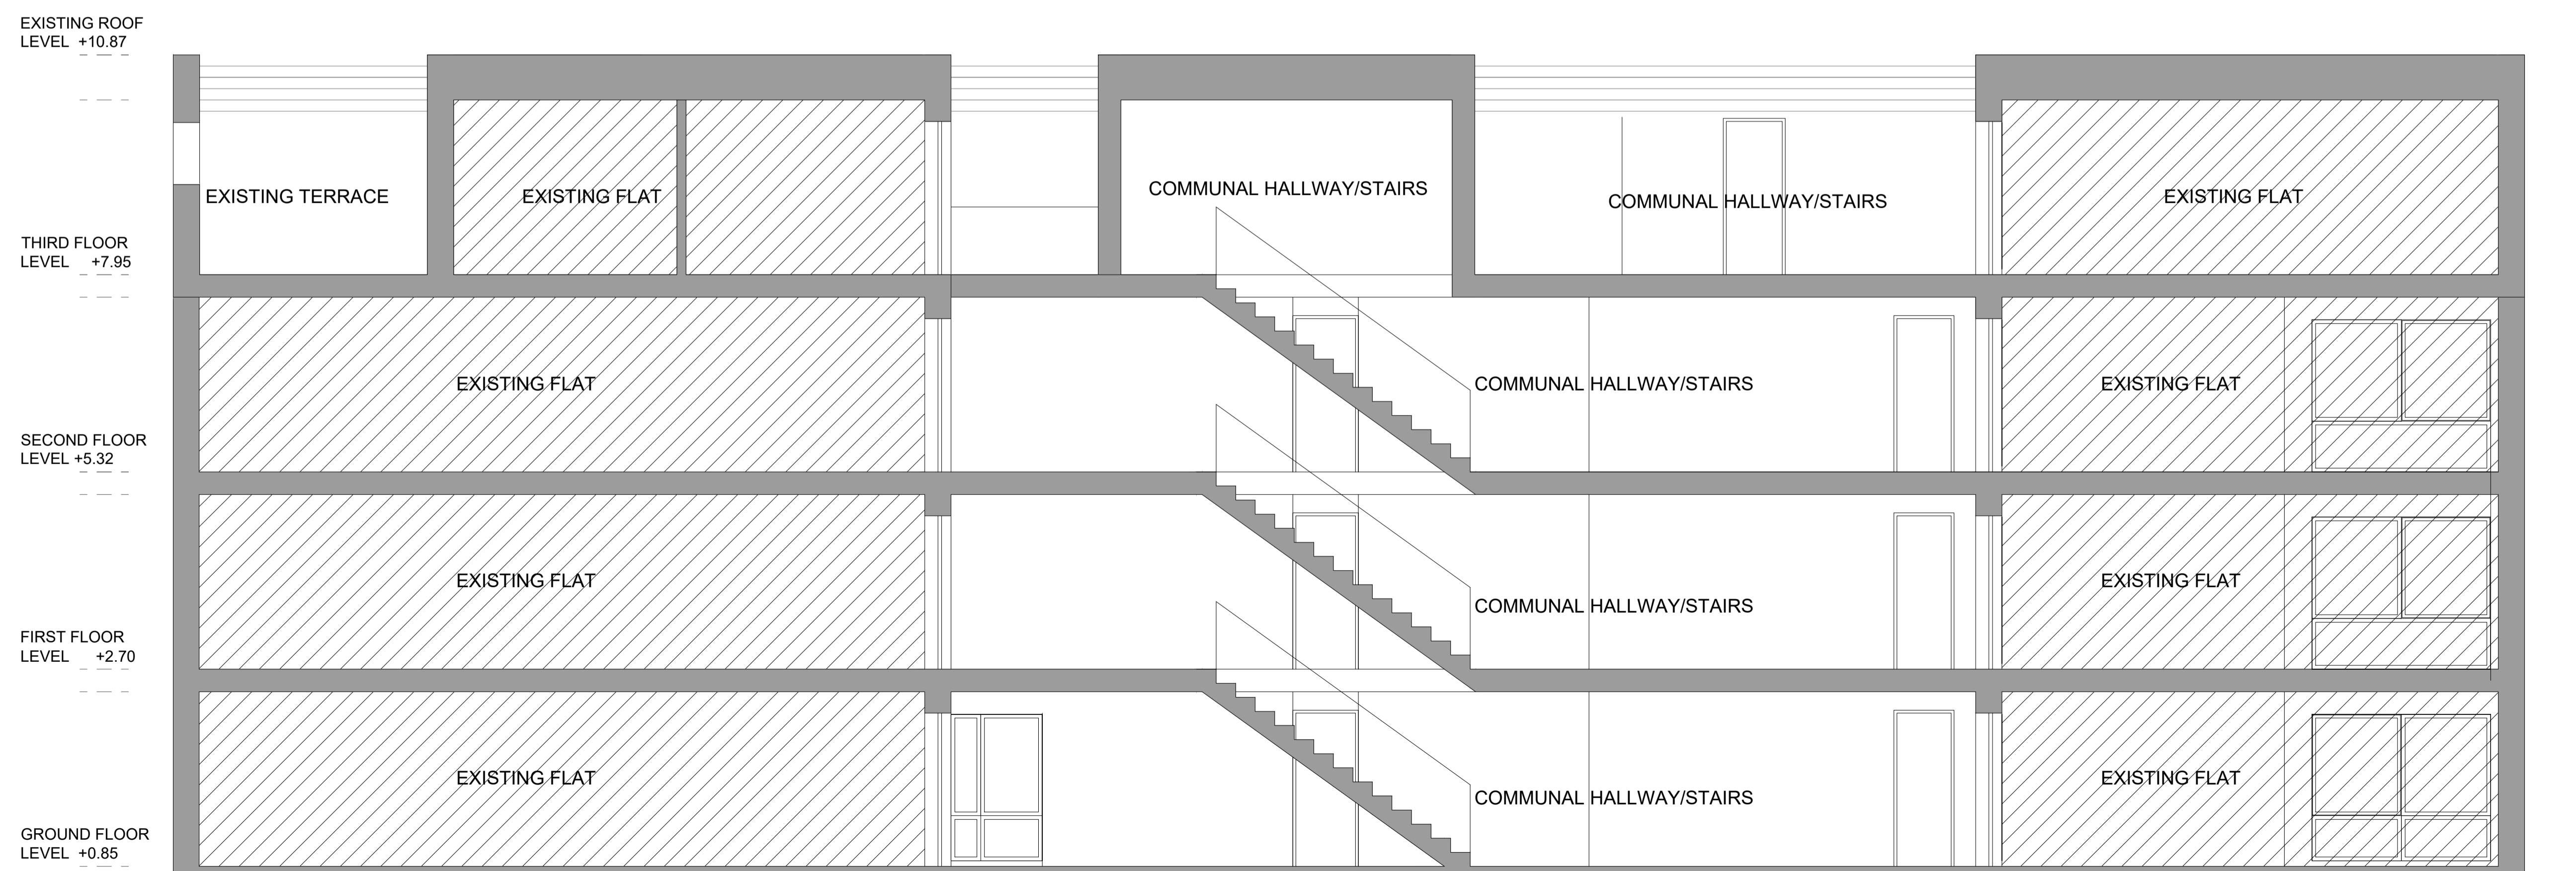 EXISTING ROOF
LEVEL +10.87
EXISTING TERRACE
EXISTING FLAT
COMMUNAL HALLWAY/STAIRS
COMMUNAL HALLWAY/STAIRS
EXISTING FLAT
THIRD FLOOR
LEVEL +7.95
EXISTING FLAT
COMMUNAL HALLWAY/STAIRS
EXISTING FLAT
SECOND FLOOR
LEVEL +5.32
EXISTING FLAT
COMMUNAL HALLWAY/STAIRS
EXISTING FLAT
FIRST FLOOR
LEVEL +2.70
EXISTING FLAT
COMMUNAL HALLWAY/STAIRS
EXISTING FLAT
GROUND FLOOR
LEVEL +0.85